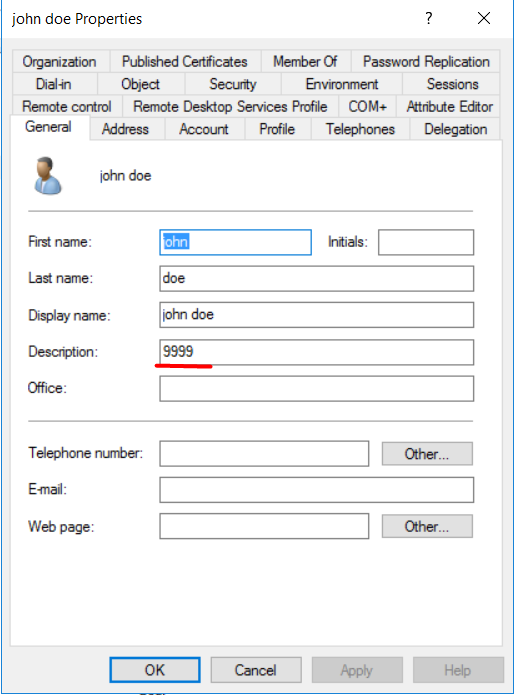 john doe Properties ?
Organization Published Certificates Member Of Password Replication
Dial-in Object Security Environment Sessions
Remote control Remote Desktop Services Profile COM+ Attribute Editor
General Address Account Profile Telephones Delegation
john doe
First name: john Initials:
Last name: doe
Display name: john doe
Description: 9999
Office:
Telephone number: Other...
E-mail:
Web page: Other...
OK Cancel Apply Help